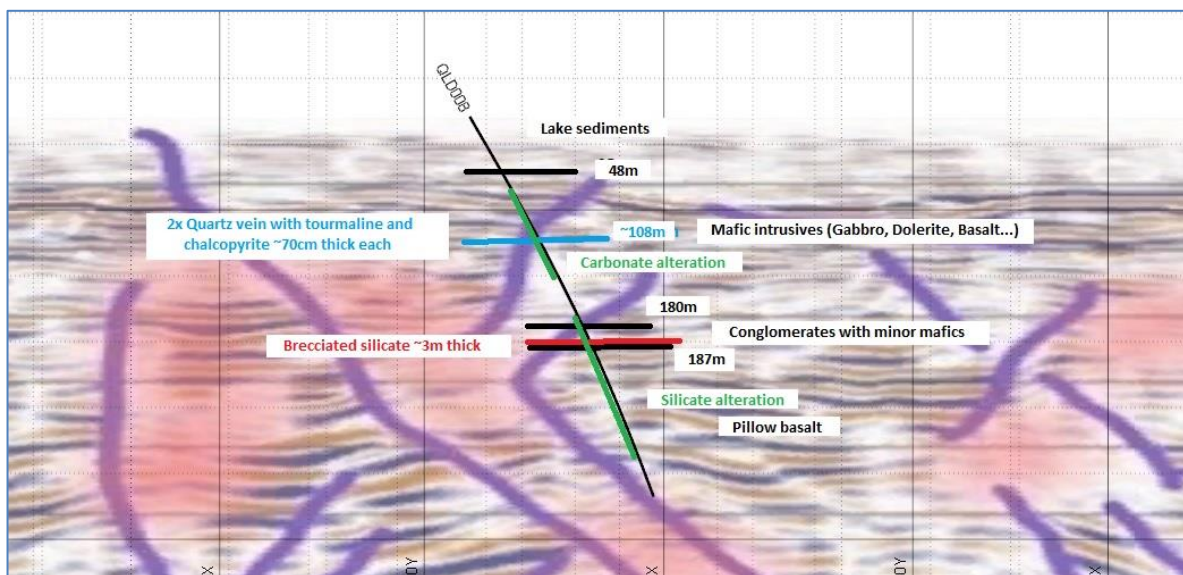 QLD008
Lake sediments
48m
2x Quartz vein with tourmaline and
chalcopyrite ~70cm thick each
~108m
Mafic intrusives (Gabbro, Dolerite, Basalt...)
Carbonate alteration
180m
Conglomerates with minor mafics
Brecciated silicate ~3m thick
187m
Silicate alteration
Pillow basalt
X
X
X